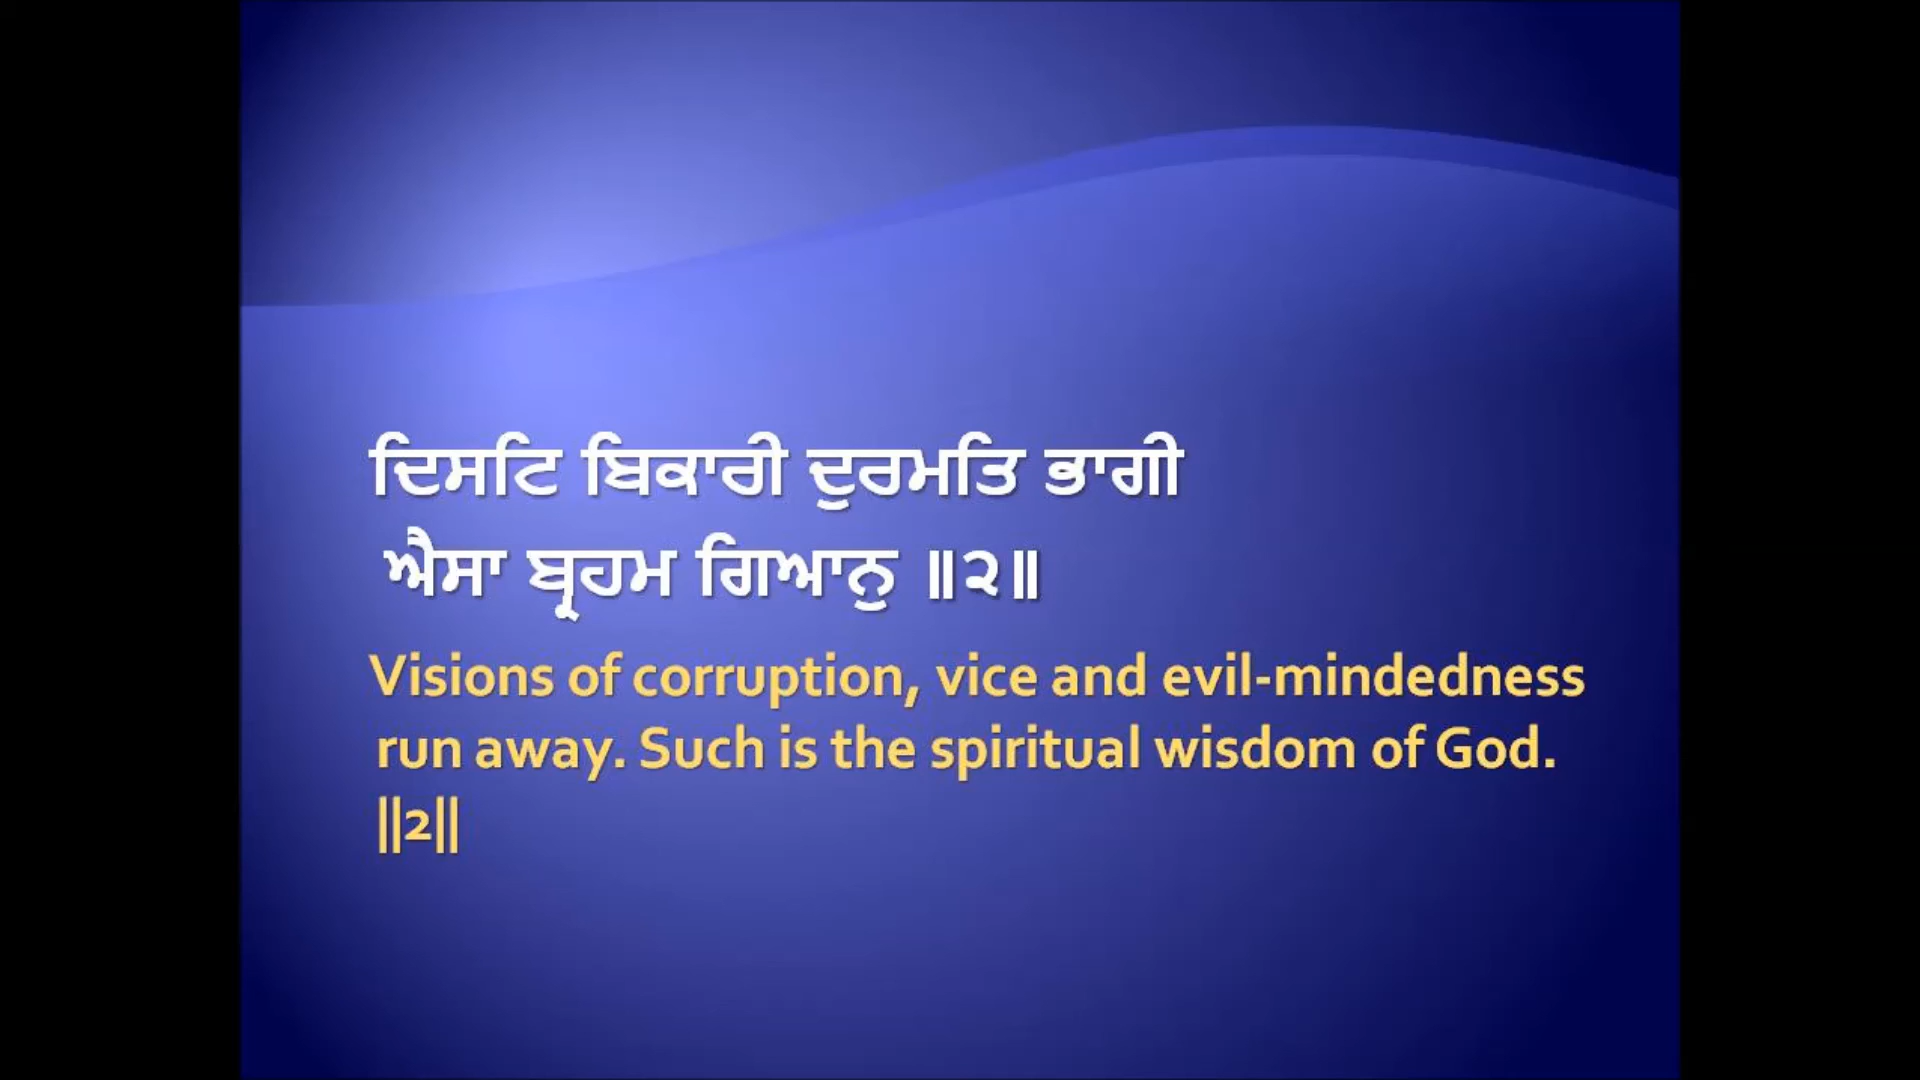 ਦਿਸਟਿ ਬਿਕਾਰੀ ਦੁਰਮਤਿ ਭਾਗੀ
ਐਸਾ ਬ੍ਰਹਮ ਗਿਆਨੁ ॥੨॥
Visions of corruption, vice and evil-mindedness
run away. Such is the spiritual wisdom of God.
||2||